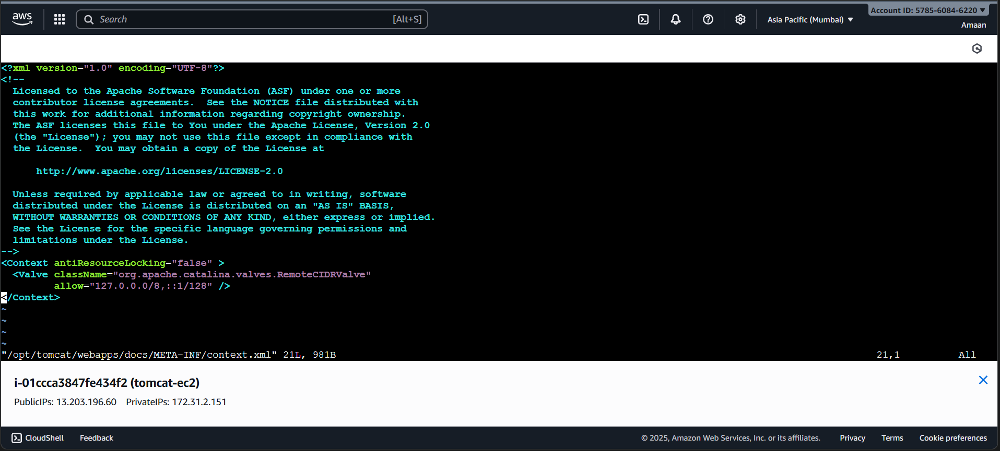 aws
Search [Alt+S]
Asia Pacific (Mumbai)
Account ID: 5785-6084-6220
Amaan
<?xml version="1.0" encoding="UTF-8"?>
<!--
  Licensed to the Apache Software Foundation (ASF) under one or more
  contributor license agreements.  See the NOTICE file distributed with
  this work for additional information regarding copyright ownership.
  The ASF licenses this file to You under the Apache License, Version 2.0
  (the "License"); you may not use this file except in compliance with
  the License.  You may obtain a copy of the License at

      http://www.apache.org/licenses/LICENSE-2.0

  Unless required by applicable law or agreed to in writing, software
  distributed under the License is distributed on an "AS IS" BASIS,
  WITHOUT WARRANTIES OR CONDITIONS OF ANY KIND, either express or implied.
  See the License for the specific language governing permissions and
  limitations under the License.
-->
<Context antiResourceLocking="false" >
  <Valve className="org.apache.catalina.valves.RemoteCIDRValve"
         allow="127.0.0.0/8,::1/128" />
</Context>
~
~
~
~
"/opt/tomcat/webapps/docs/META-INF/context.xml" 21L, 981B 21,1 All
i-01ccca3847fe434f2 (tomcat-ec2)
PublicIPs: 13.203.196.60 PrivateIPs: 172.31.2.151
CloudShell Feedback © 2025, Amazon Web Services, Inc. or its affiliates. Privacy Terms Cookie preferences